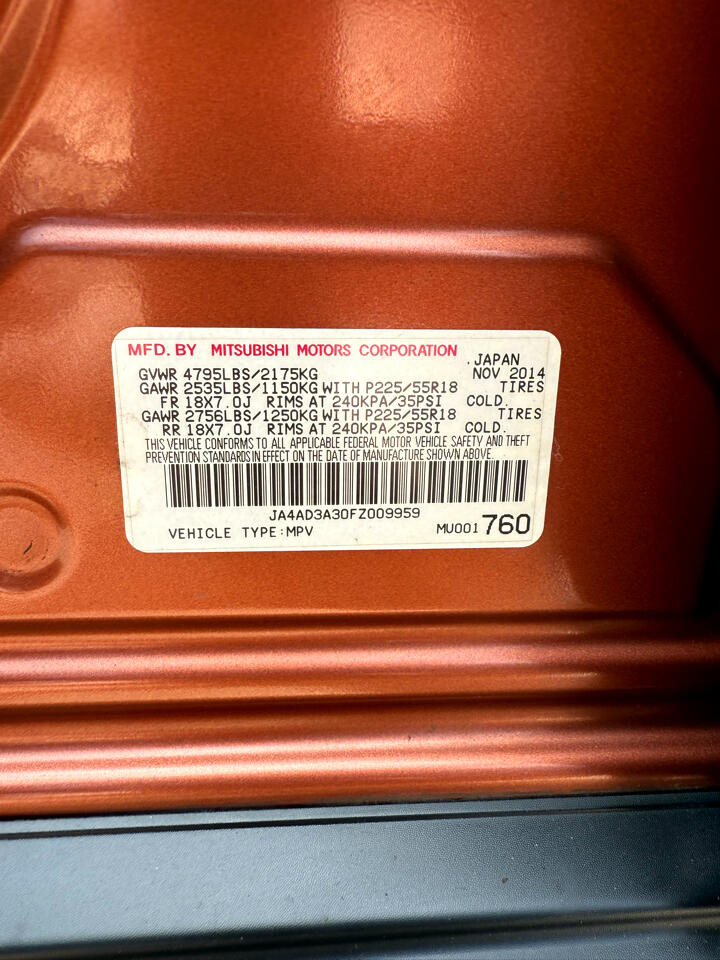 MFD. BY MITSUBISHI MOTORS CORPORATION
JAPAN
GVWR 4795LBS/2175KG NOV 2014
GAWR 2535LBS/1150KG WITH P225/55R18 TIRES
FR 18X7.0J RIMS AT 240KPA/35PSI COLD.
GAWR 2756LBS/1250KG WITH P225/55R18 TIRES
RR 18X7.0J RIMS AT 240KPA/35PSI COLD.
THIS VEHICLE CONFORMS TO ALL APPLICABLE FEDERAL MOTOR VEHICLE SAFETY AND THEFT
PREVENTION STANDARDS IN EFFECT ON THE DATE OF MANUFACTURE SHOWN ABOVE.
JA4AD3A30FZ009959
VEHICLE TYPE:MPV MU001 760